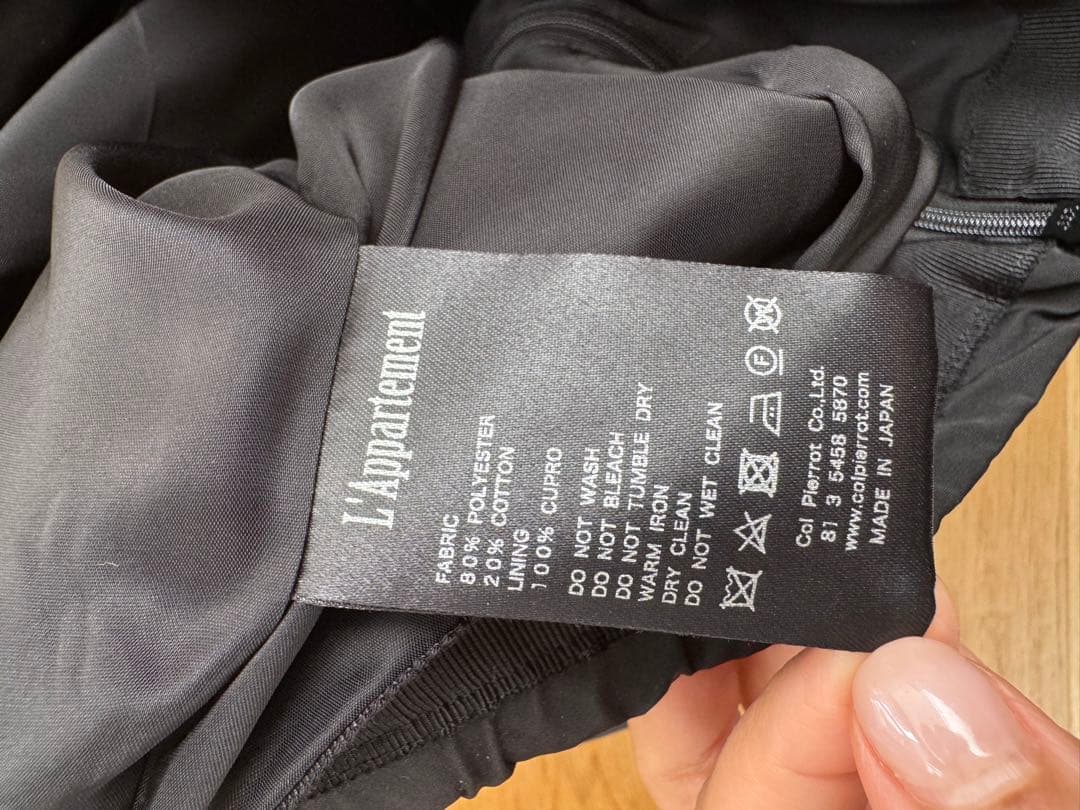 L'Appartement
FABRIC
80% POLYESTER
20% COTTON
LINING
100% CUPRO
DO NOT WASH
DO NOT BLEACH
DO NOT TUMBLE DRY
WARM IRON
DRY CLEAN
DO NOT WET CLEAN
F W
Col Pierrot Co.,Ltd.
81 3 5458 5870
www.colpierrot.com
MADE IN JAPAN